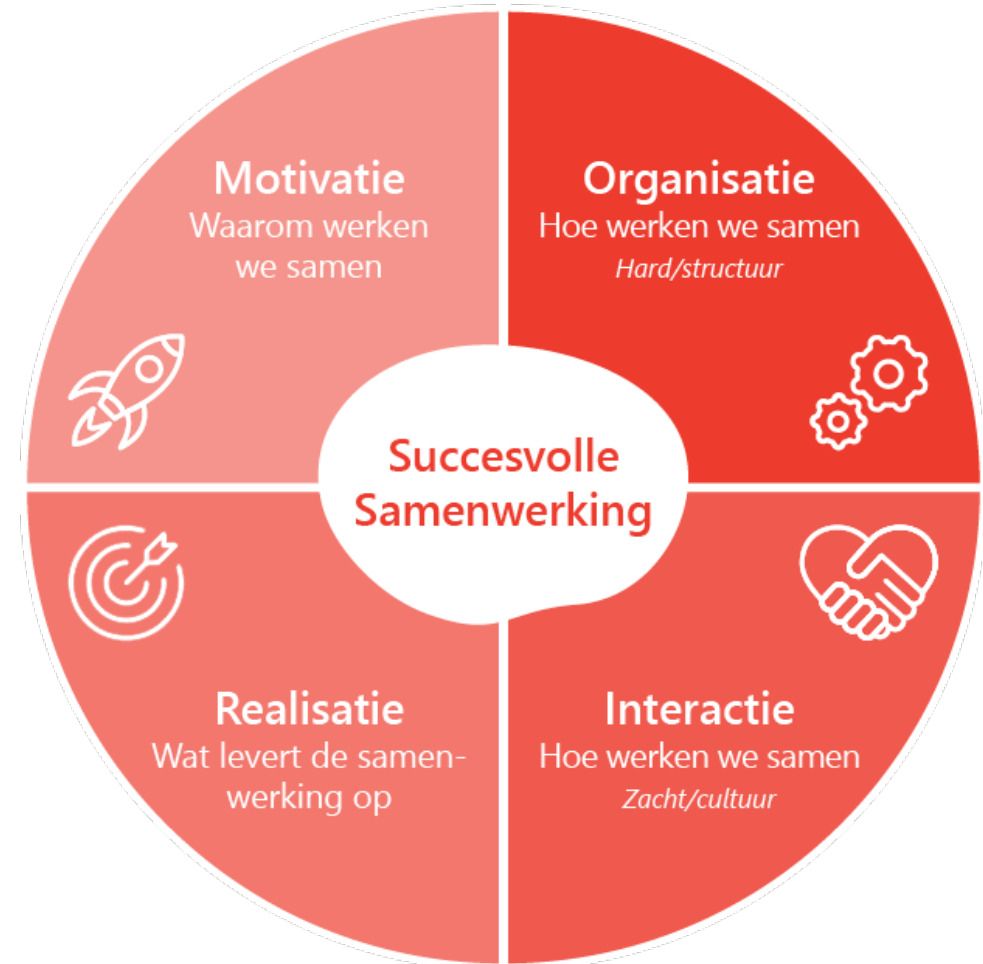 Motivatie
Waarom werken
we samen
Organisatie
Hoe werken we samen
Hard/structuur
Succesvolle
Samenwerking
Realisatie
Wat levert de samen-
werking op
Interactie
Hoe werken we samen
Zacht/cultuur